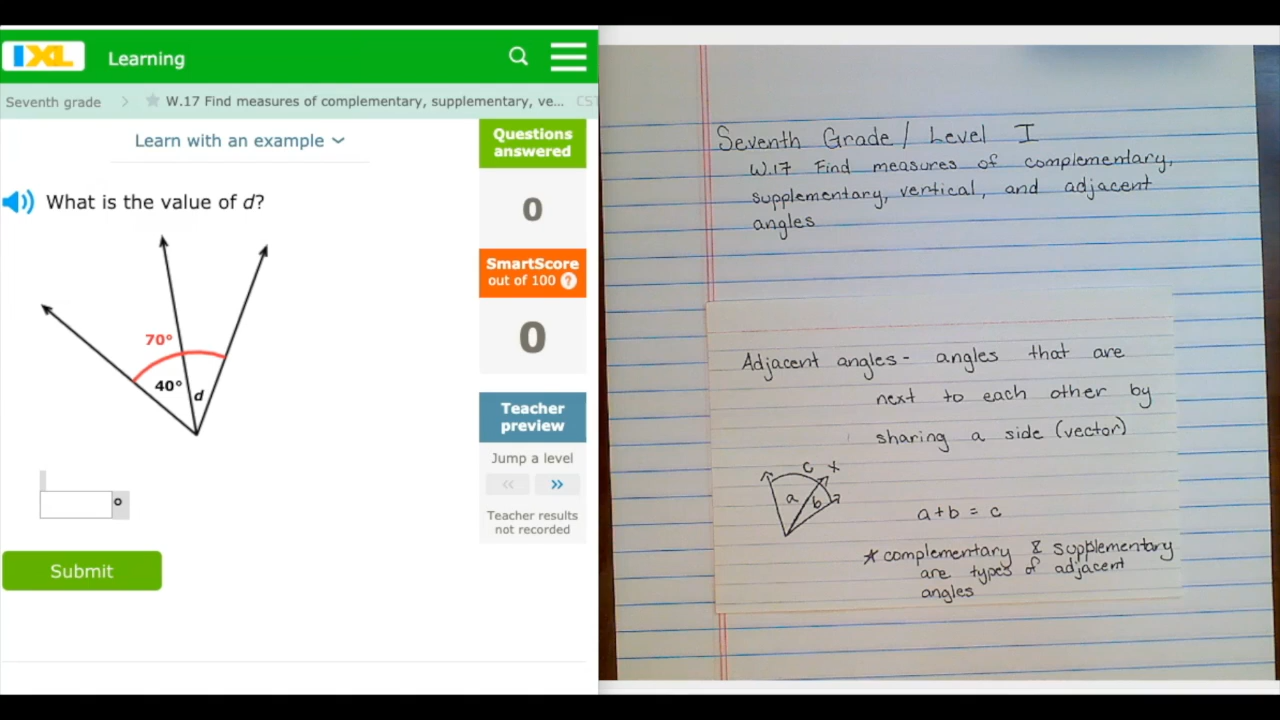 IXL Learning
Seventh grade > W.17 Find measures of complementary, supplementary, ve... CST
Learn with an example
Questions answered
0
SmartScore
out of 100 ?
0
Teacher preview
Jump a level
<< >>
Teacher results
not recorded
What is the value of d?
70°
40°
d
°
Submit
Seventh Grade / Level I
W.17 Find measures of complementary,
supplementary, vertical, and adjacent
angles
Adjacent angles - angles that are
next to each other by
sharing a side (vector)
c x
a b
a+b = c
* complementary & supplementary
are types of adjacent
angles